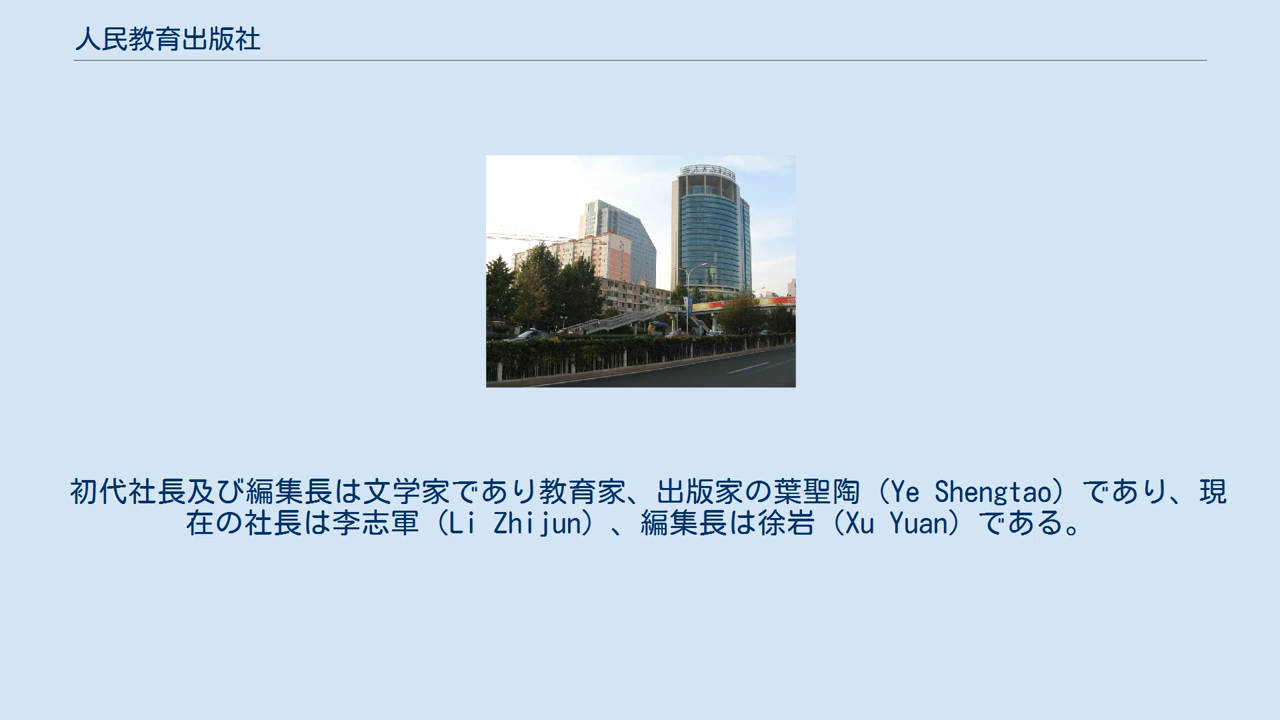 人民教育出版社
初代社長及び編集長は文学家であり教育家、出版家の葉聖陶（Ye Shengtao）であり、現
在の社長は李志軍（Li Zhijun）、編集長は徐岩（Xu Yuan）である。